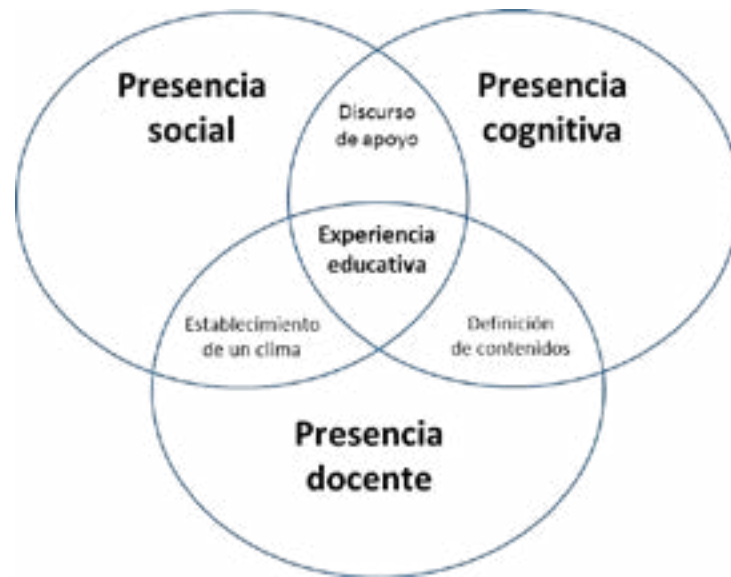 Presencia
social
Discurso
de apoyo
Presencia
cognitiva
Experiencia
educativa
Establecimiento
de un clima
Definición
de contenidos
Presencia
docente